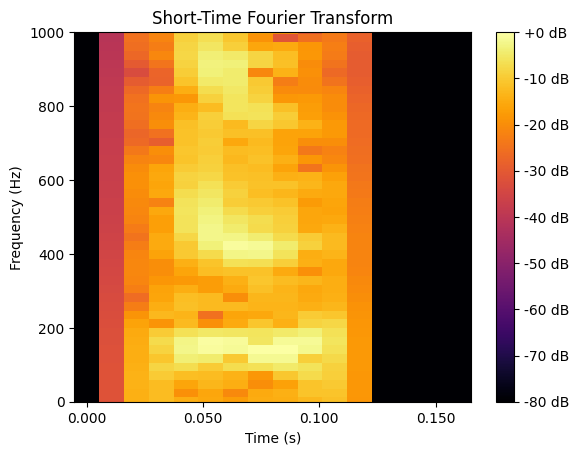 Short-Time Fourier Transform
1000
800
600
400
200
0
Frequency (Hz)
0.000
0.050
0.100
0.150
Time (s)
+0 dB
-10 dB
-20 dB
-30 dB
-40 dB
-50 dB
-60 dB
-70 dB
-80 dB